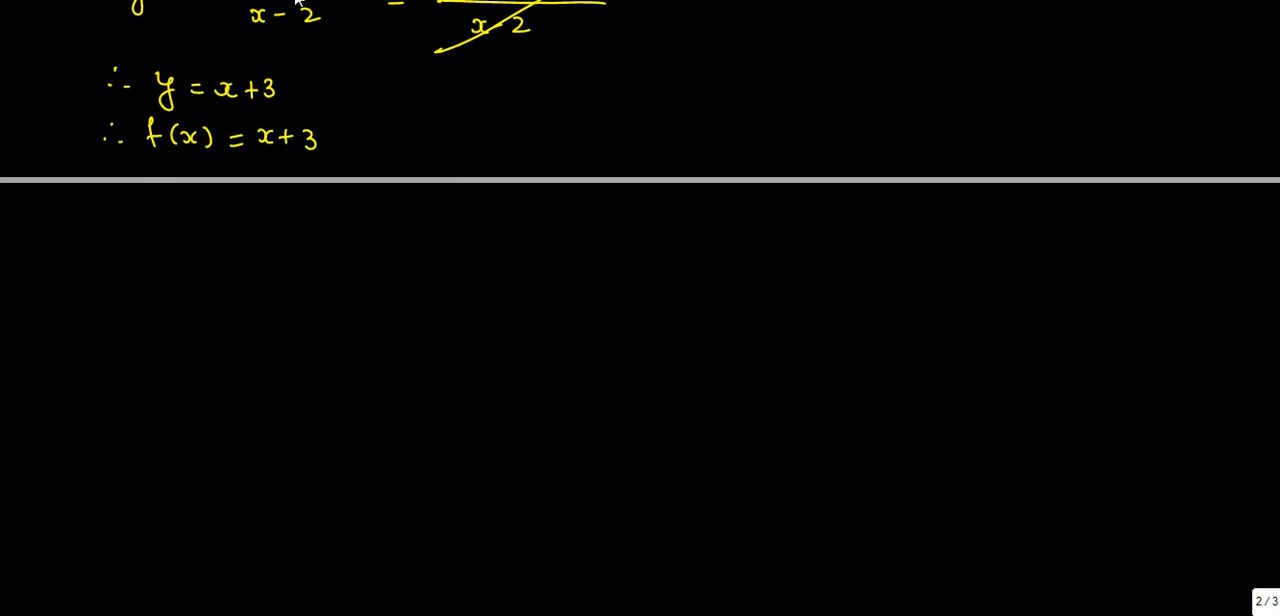 y x - 2 = x - 2
∴ y = x + 3
∴ f(x) = x + 3
2 / 3